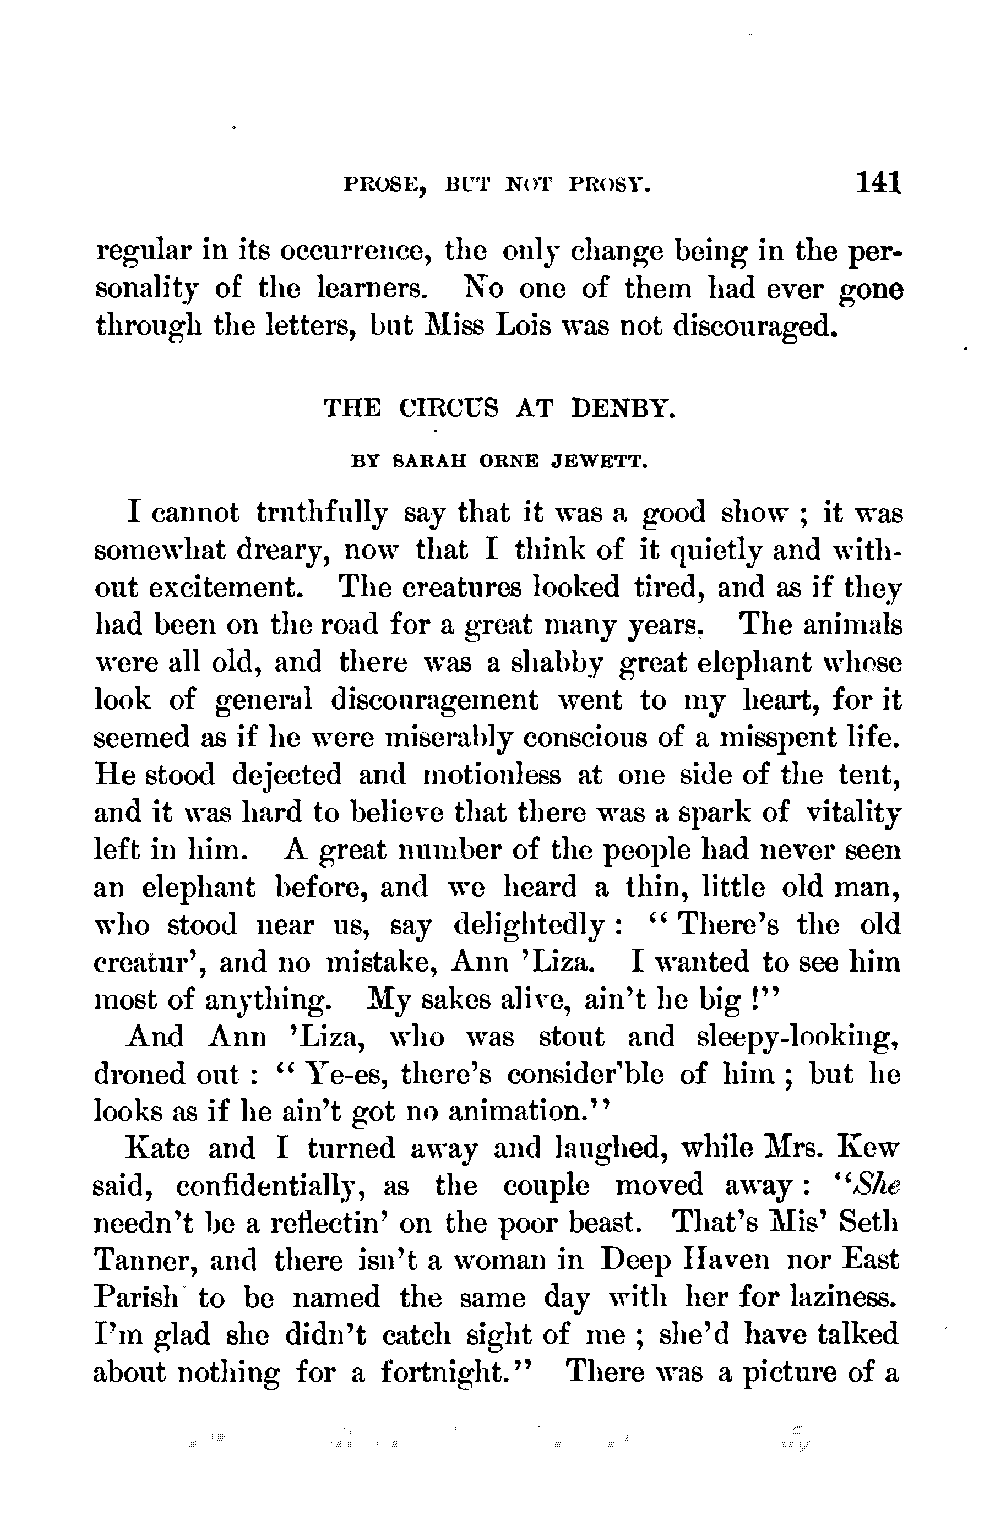 PROSE, BUT NOT PROSY. 141
regular in its occurrence, the only change being in the per-
sonality of the learners. No one of them had ever gone
through the letters, but Miss Lois was not discouraged.
THE CIRCUS AT DENBY.
BY SARAH ORNE JEWETT.
I cannot truthfully say that it was a good show ; it was
somewhat dreary, now that I think of it quietly and with-
out excitement. The creatures looked tired, and as if they
had been on the road for a great many years. The animals
were all old, and there was a shabby great elephant whose
look of general discouragement went to my heart, for it
seemed as if he were miserably conscious of a misspent life.
He stood dejected and motionless at one side of the tent,
and it was hard to believe that there was a spark of vitality
left in him. A great number of the people had never seen
an elephant before, and we heard a thin, little old man,
who stood near us, say delightedly : “ There’s the old
creatur’, and no mistake, Ann ’Liza. I wanted to see him
most of anything. My sakes alive, ain’t he big !”
And Ann ’Liza, who was stout and sleepy-looking,
droned out : “ Ye-es, there’s consider’ble of him ; but he
looks as if he ain’t got no animation.”
Kate and I turned away and laughed, while Mrs. Kew
said, confidentially, as the couple moved away : “She
needn’t be a reflectin’ on the poor beast. That’s Mis’ Seth
Tanner, and there isn’t a woman in Deep Haven nor East
Parish to be named the same day with her for laziness.
I’m glad she didn’t catch sight of me ; she’d have talked
about nothing for a fortnight.” There was a picture of a